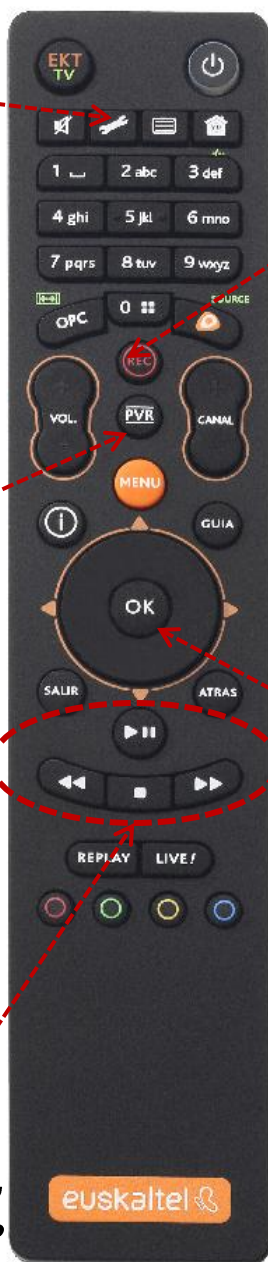 EKT
TV
1 2 abc 3 def
4 ghi 5 jkl 6 mno
7 pqrs 8 tuv 9 wxyz
OPC 0 SOURCE
REC
VOL. PVR CANAL
MENU
i GUIA
OK
SALIR ATRAS
REPLAY LIVE!
euskaltel